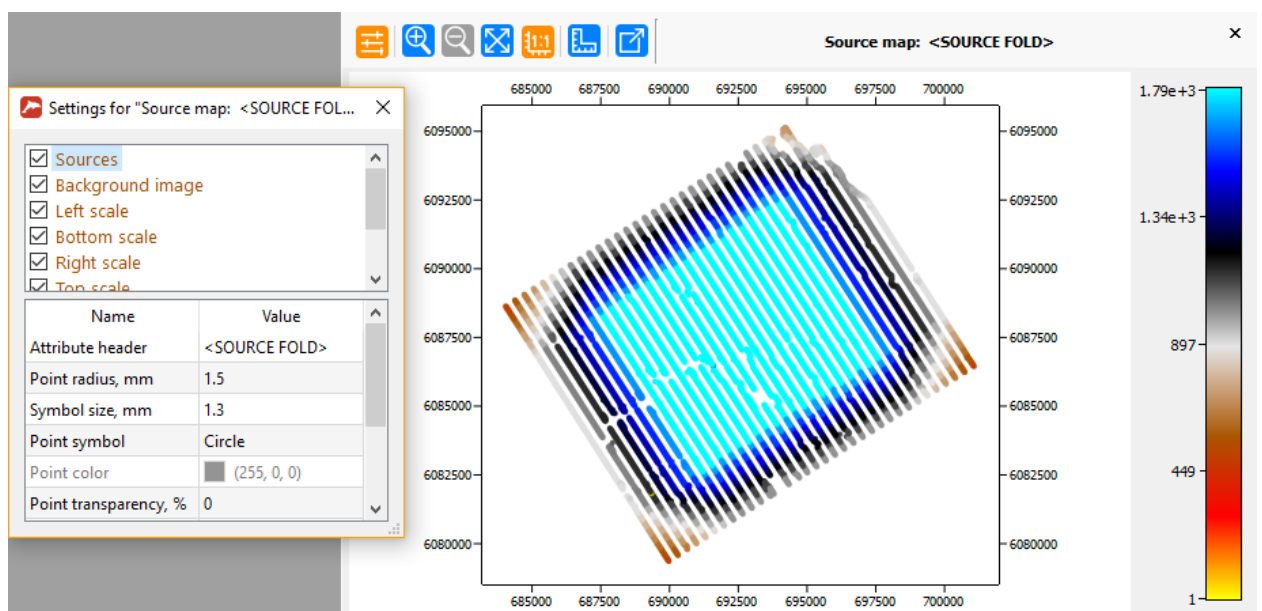 Source map: <SOURCE FOLD>
Settings for "Source map: <SOURCE FOL...
Sources
Background image
Left scale
Bottom scale
Right scale
Top scale
Name Value
Attribute header <SOURCE FOLD>
Point radius, mm 1.5
Symbol size, mm 1.3
Point symbol Circle
Point color (255, 0, 0)
Point transparency, % 0
1:1
685000 687500 690000 692500 695000 697500 700000
6095000 6095000
6092500 6092500
6090000 6090000
6087500 6087500
6085000 6085000
6082500 6082500
6080000 6080000
685000 687500 690000 692500 695000 697500 700000
1.79e+3
1.34e+3
897
449
1